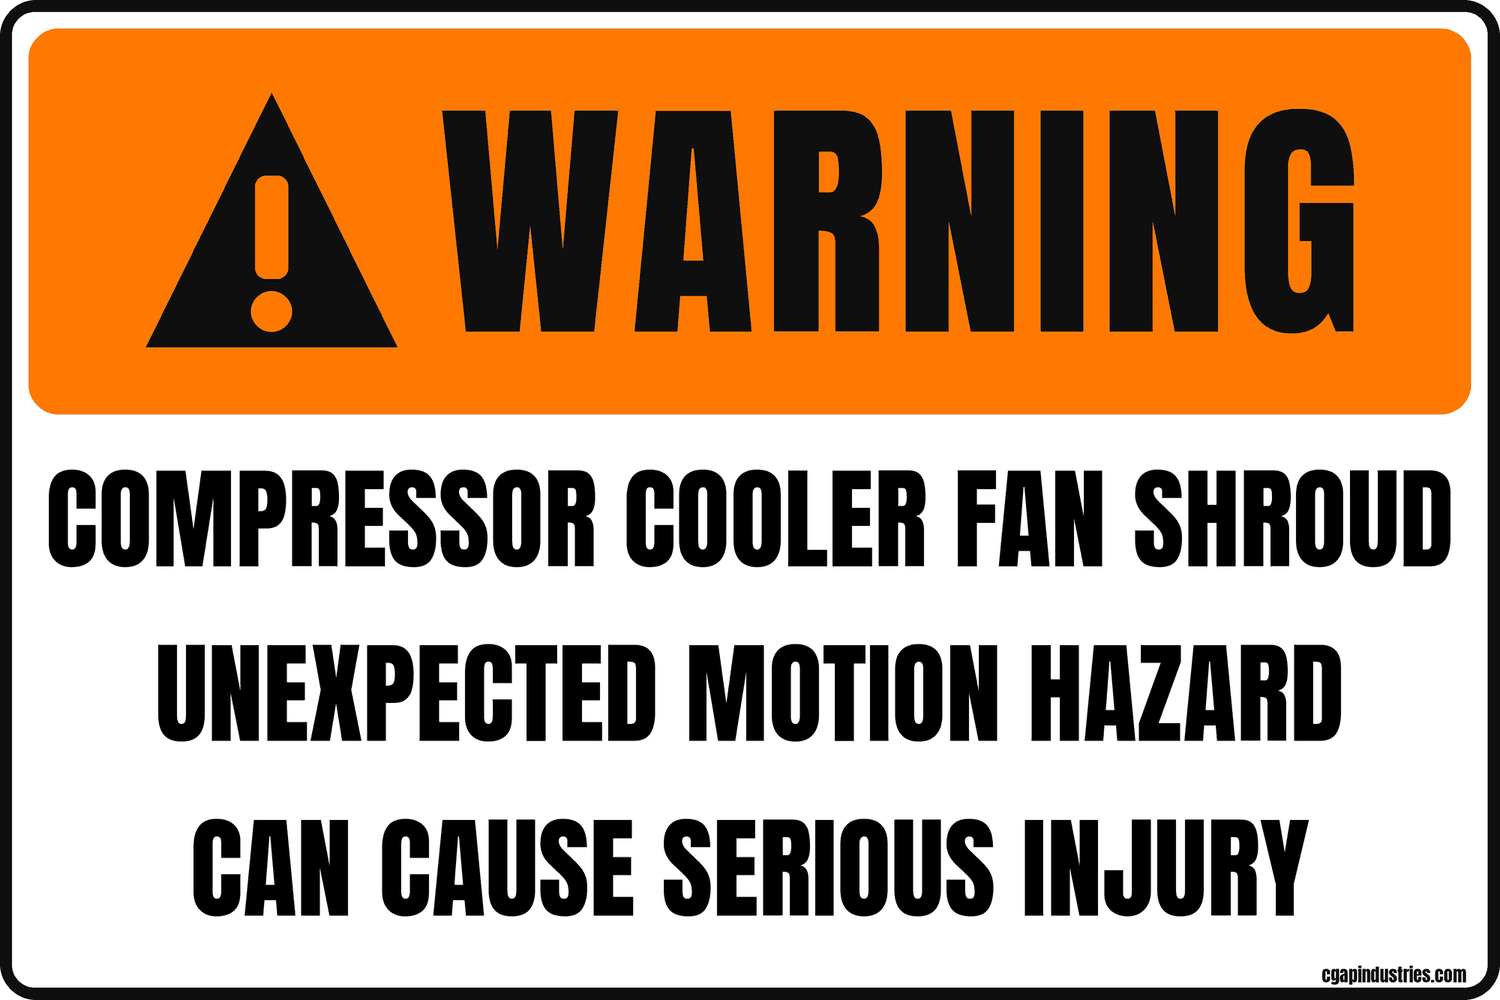 WARNING
COMPRESSOR COOLER FAN SHROUD
UNEXPECTED MOTION HAZARD
CAN CAUSE SERIOUS INJURY
cgapindustries.com